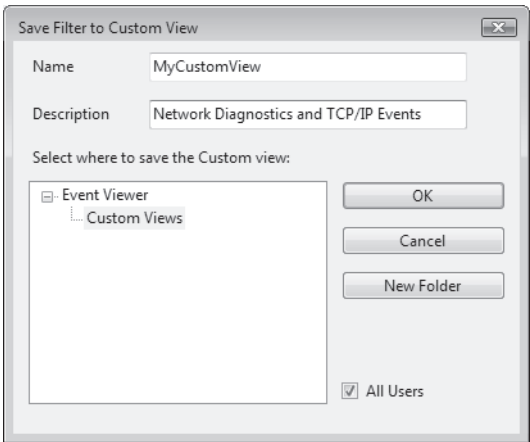 Save Filter to Custom View
Name
MyCustomView
Description
Network Diagnostics and TCP/IP Events
Select where to save the Custom view:
Event Viewer
Custom Views
OK
Cancel
New Folder
All Users